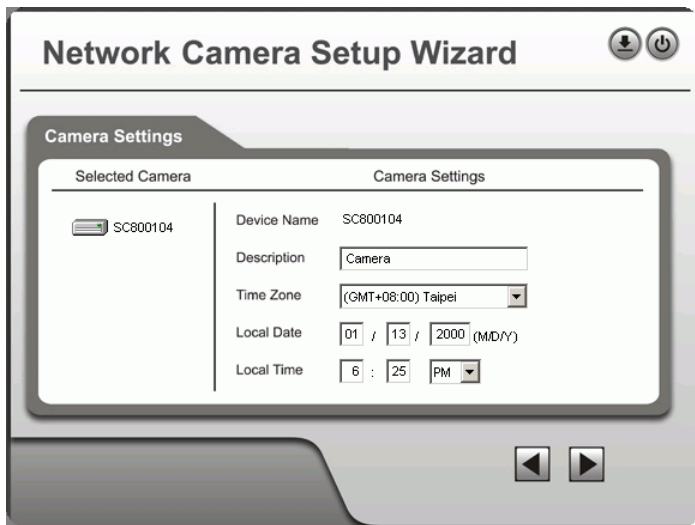 Network Camera Setup Wizard
Camera Settings
Selected Camera
Camera Settings
SC800104
Device Name SC800104
Description Camera
Time Zone (GMT+08:00) Taipei
Local Date 01 / 13 / 2000 (M/D/Y)
Local Time 6 : 25 PM